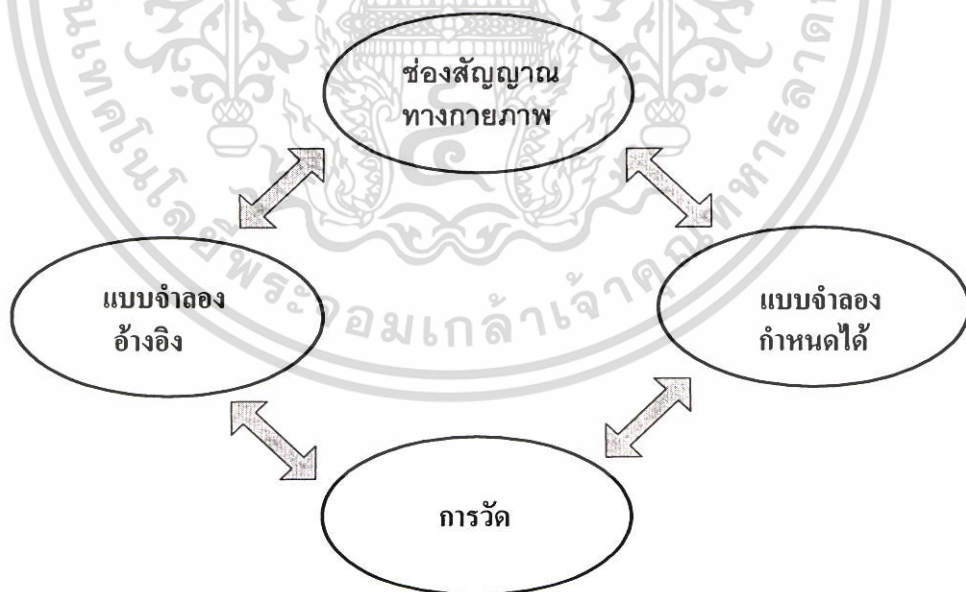 ช่องสัญญาณ
ทางกายภาพ
แบบจำลอง
อ้างอิง
แบบจำลอง
กำหนดได้
การวัด